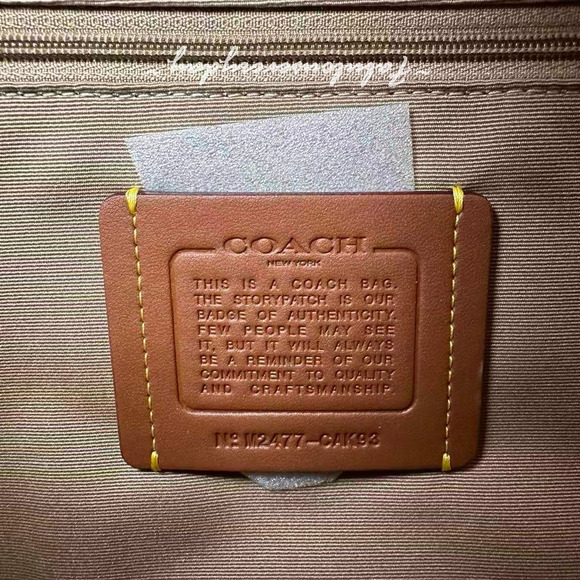 COACH
NEW YORK
THIS IS A COACH BAG.
THE STORYPATCH IS OUR
BADGE OF AUTHENTICITY.
FEW PEOPLE MAY SEE
IT, BUT IT WILL ALWAYS
BE A REMINDER OF OUR
COMMITMENT TO QUALITY
AND CRAFTSMANSHIP.
No M2477-CAK93